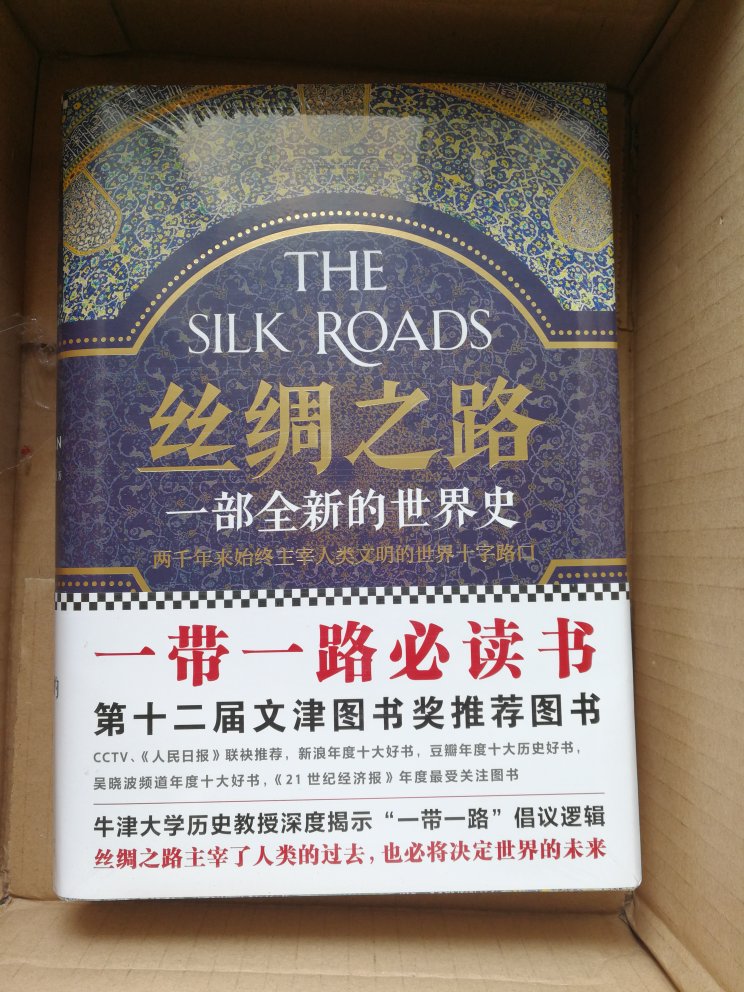 THE
SILK ROADS
丝绸之路
一部全新的世界史
两千年来始终主宰人类文明的世界十字路口
一带一路必读书
第十二届文津图书奖推荐图书
CCTV、《人民日报》联袂推荐，新浪年度十大好书，豆瓣年度十大历史好书，
吴晓波频道年度十大好书，《21世纪经济报》年度最受关注图书
牛津大学历史教授深度揭示“一带一路”倡议逻辑
丝绸之路主宰了人类的过去，也必将决定世界的未来